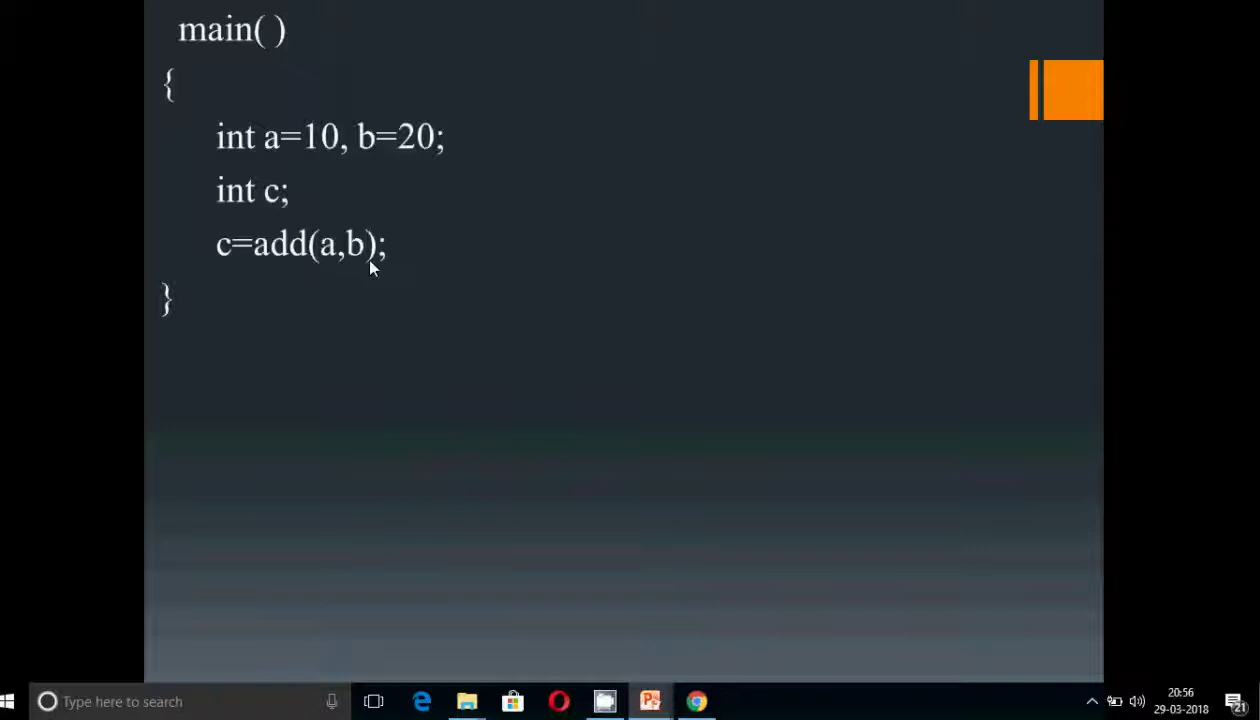 main( )
{
int a=10, b=20;
int c;
c=add(a,b);
}
Type here to search
20:56
29-03-2018
21